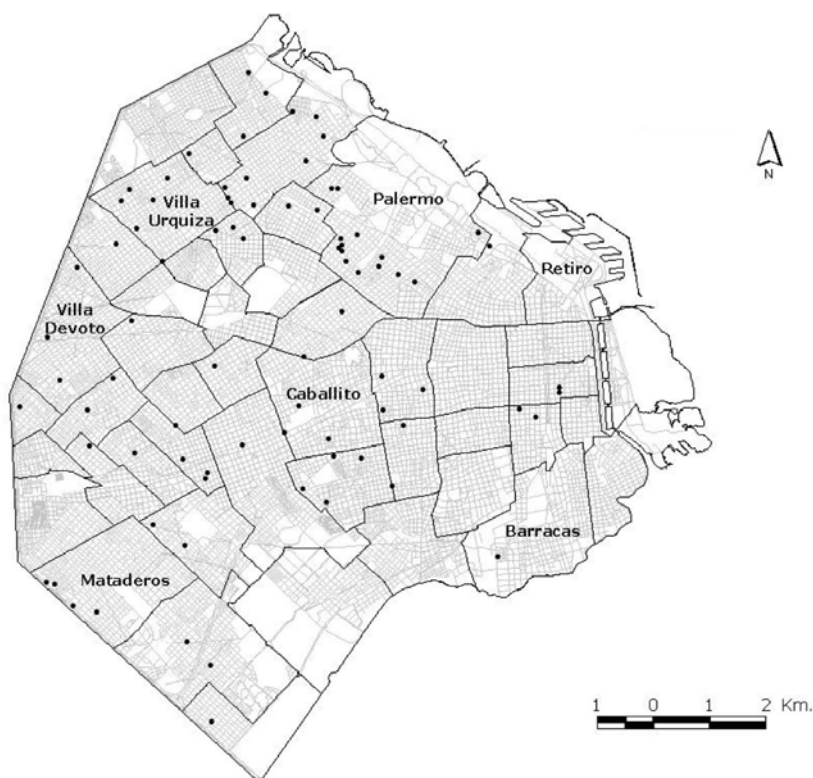 N
Palermo
Villa
Urquiza
Retiro
Villa
Devoto
Caballito
Barracas
Mataderos
1 0 1 2 Km.